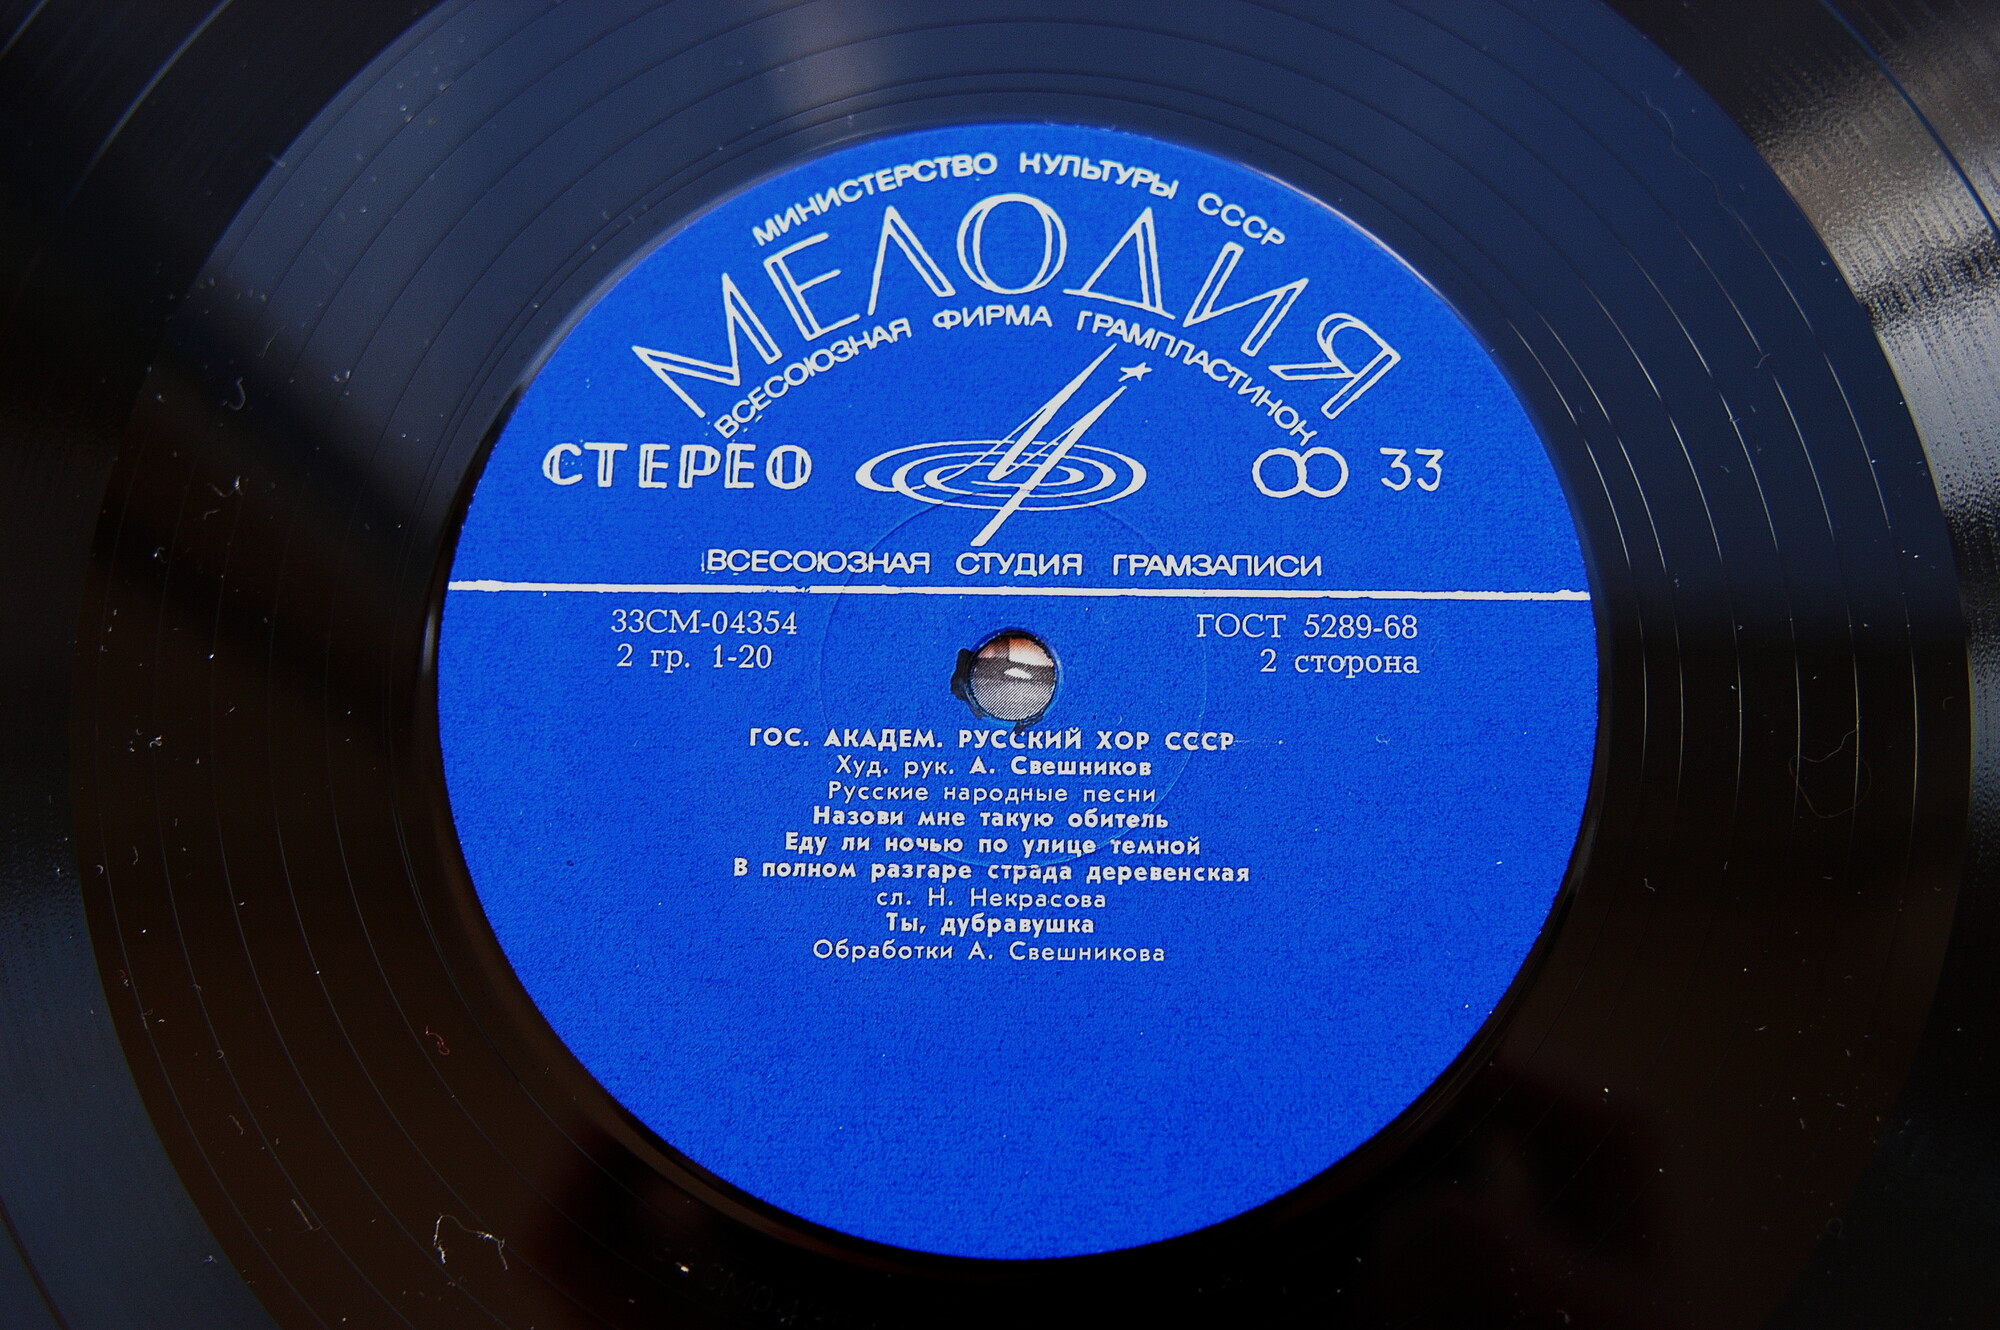 МИНИСТЕРСТВО КУЛЬТУРЫ СССР
МЕЛОДИЯ
ВСЕСОЮЗНАЯ ФИРМА ГРАМПЛАСТИНОК
СТЕРЕО
33
ВСЕСОЮЗНАЯ СТУДИЯ ГРАМЗАПИСИ
33СМ-04354 ГОСТ 5289-68
2 гр. 1-20 2 сторона
ГОС. АКАДЕМ. РУССКИЙ ХОР СССР
Худ. рук. А. Свешников
Русские народные песни
Назови мне такую обитель
Еду ли ночью по улице темной
В полном разгаре страда деревенская
сл. Н. Некрасова
Ты, дубравушка
Обработки А. Свешникова